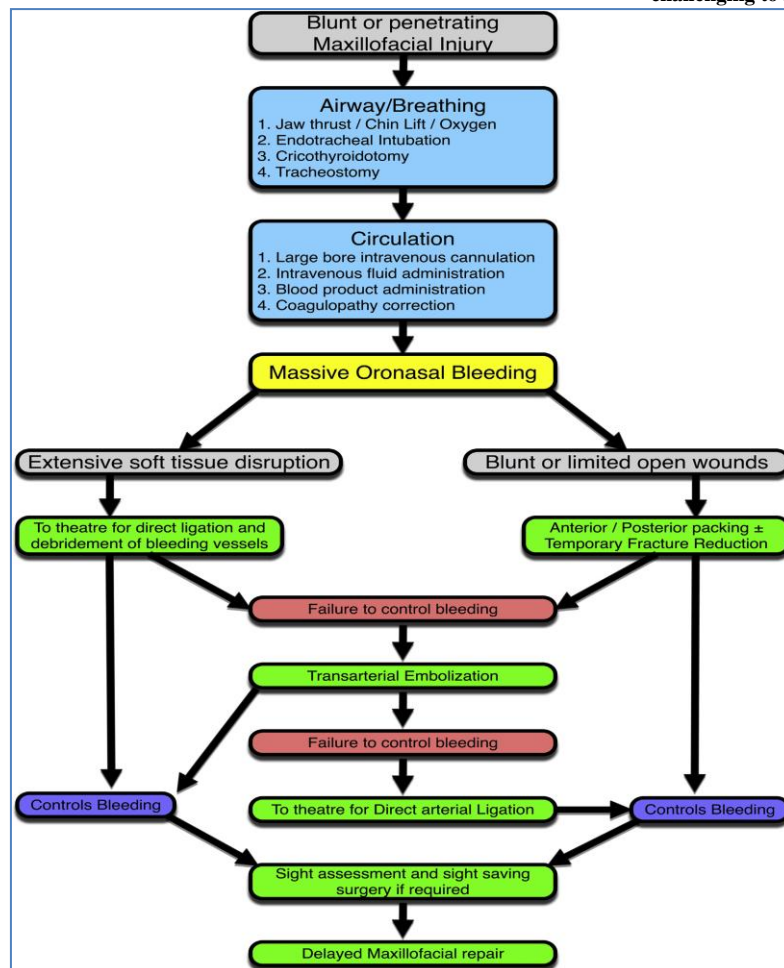 Blunt or penetrating
Maxillofacial Injury
Airway/Breathing
1. Jaw thrust / Chin Lift / Oxygen
2. Endotracheal Intubation
3. Cricothyroidotomy
4. Tracheostomy
Circulation
1. Large bore intravenous cannulation
2. Intravenous fluid administration
3. Blood product administration
4. Coagulopathy correction
Massive Oronasal Bleeding
Extensive soft tissue disruption
Blunt or limited open wounds
To theatre for direct ligation and
debridement of bleeding vessels
Anterior / Posterior packing ±
Temporary Fracture Reduction
Failure to control bleeding
Transarterial Embolization
Failure to control bleeding
Controls Bleeding
To theatre for Direct arterial Ligation
Controls Bleeding
Sight assessment and sight saving
surgery if required
Delayed Maxillofacial repair